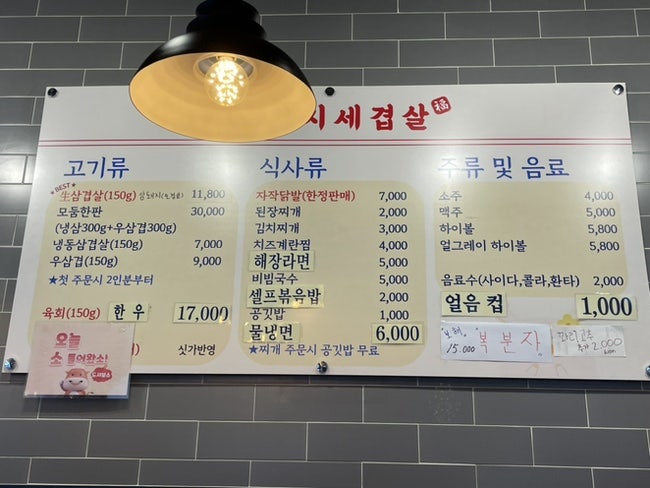 시세겹살 福
고기류
★BEST★
生삼겹살(150g) 11,800
모둠한판 30,000
(냉삼300g+우삼겹300g)
냉동삼겹살(150g) 7,000
우삼겹(150g) 9,000
★첫 주문시 2인분부터
육회(150g) 한우 17,000
싯가반영
오늘
소 들어왔소!
식사류
자작닭발(한정판매) 7,000
된장찌개 2,000
김치찌개 3,000
치즈계란찜 4,000
해장라면 5,000
비빔국수 5,000
셀프볶음밥 2,000
공깃밥 1,000
물냉면 6,000
★찌개 주문시 공깃밥 무료
주류 및 음료
소주 4,000
맥주 5,000
하이볼 5,800
얼그레이 하이볼 5,800
음료수(사이다,콜라,환타) 2,000
얼음 컵 1,000
15.000 복분자
추가 2.000